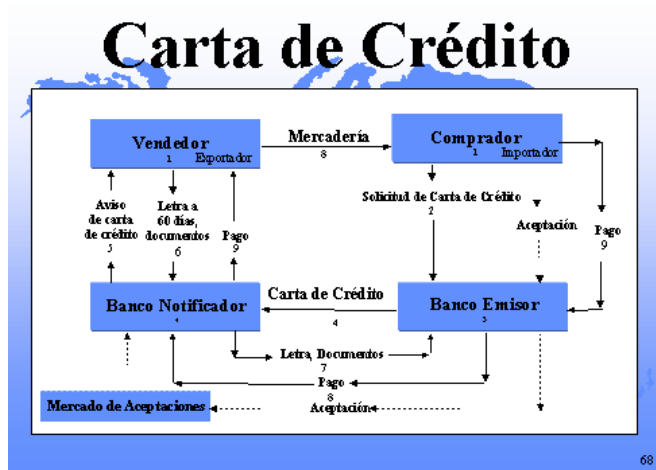 Carta de Crédito
Vendedor
1 Exportador
Mercadería
8
Comprador
1 Importador
Aviso
de carta
de crédito
5
Letra a
60 días,
documentos
6
Pago
9
Solicitud de Carta de Crédito
2
Aceptación
Pago
9
Banco Notificador
4
Carta de Crédito
4
Banco Emisor
3
Letra, Documentos
7
Pago
8
Aceptación
Mercado de Aceptaciones
68